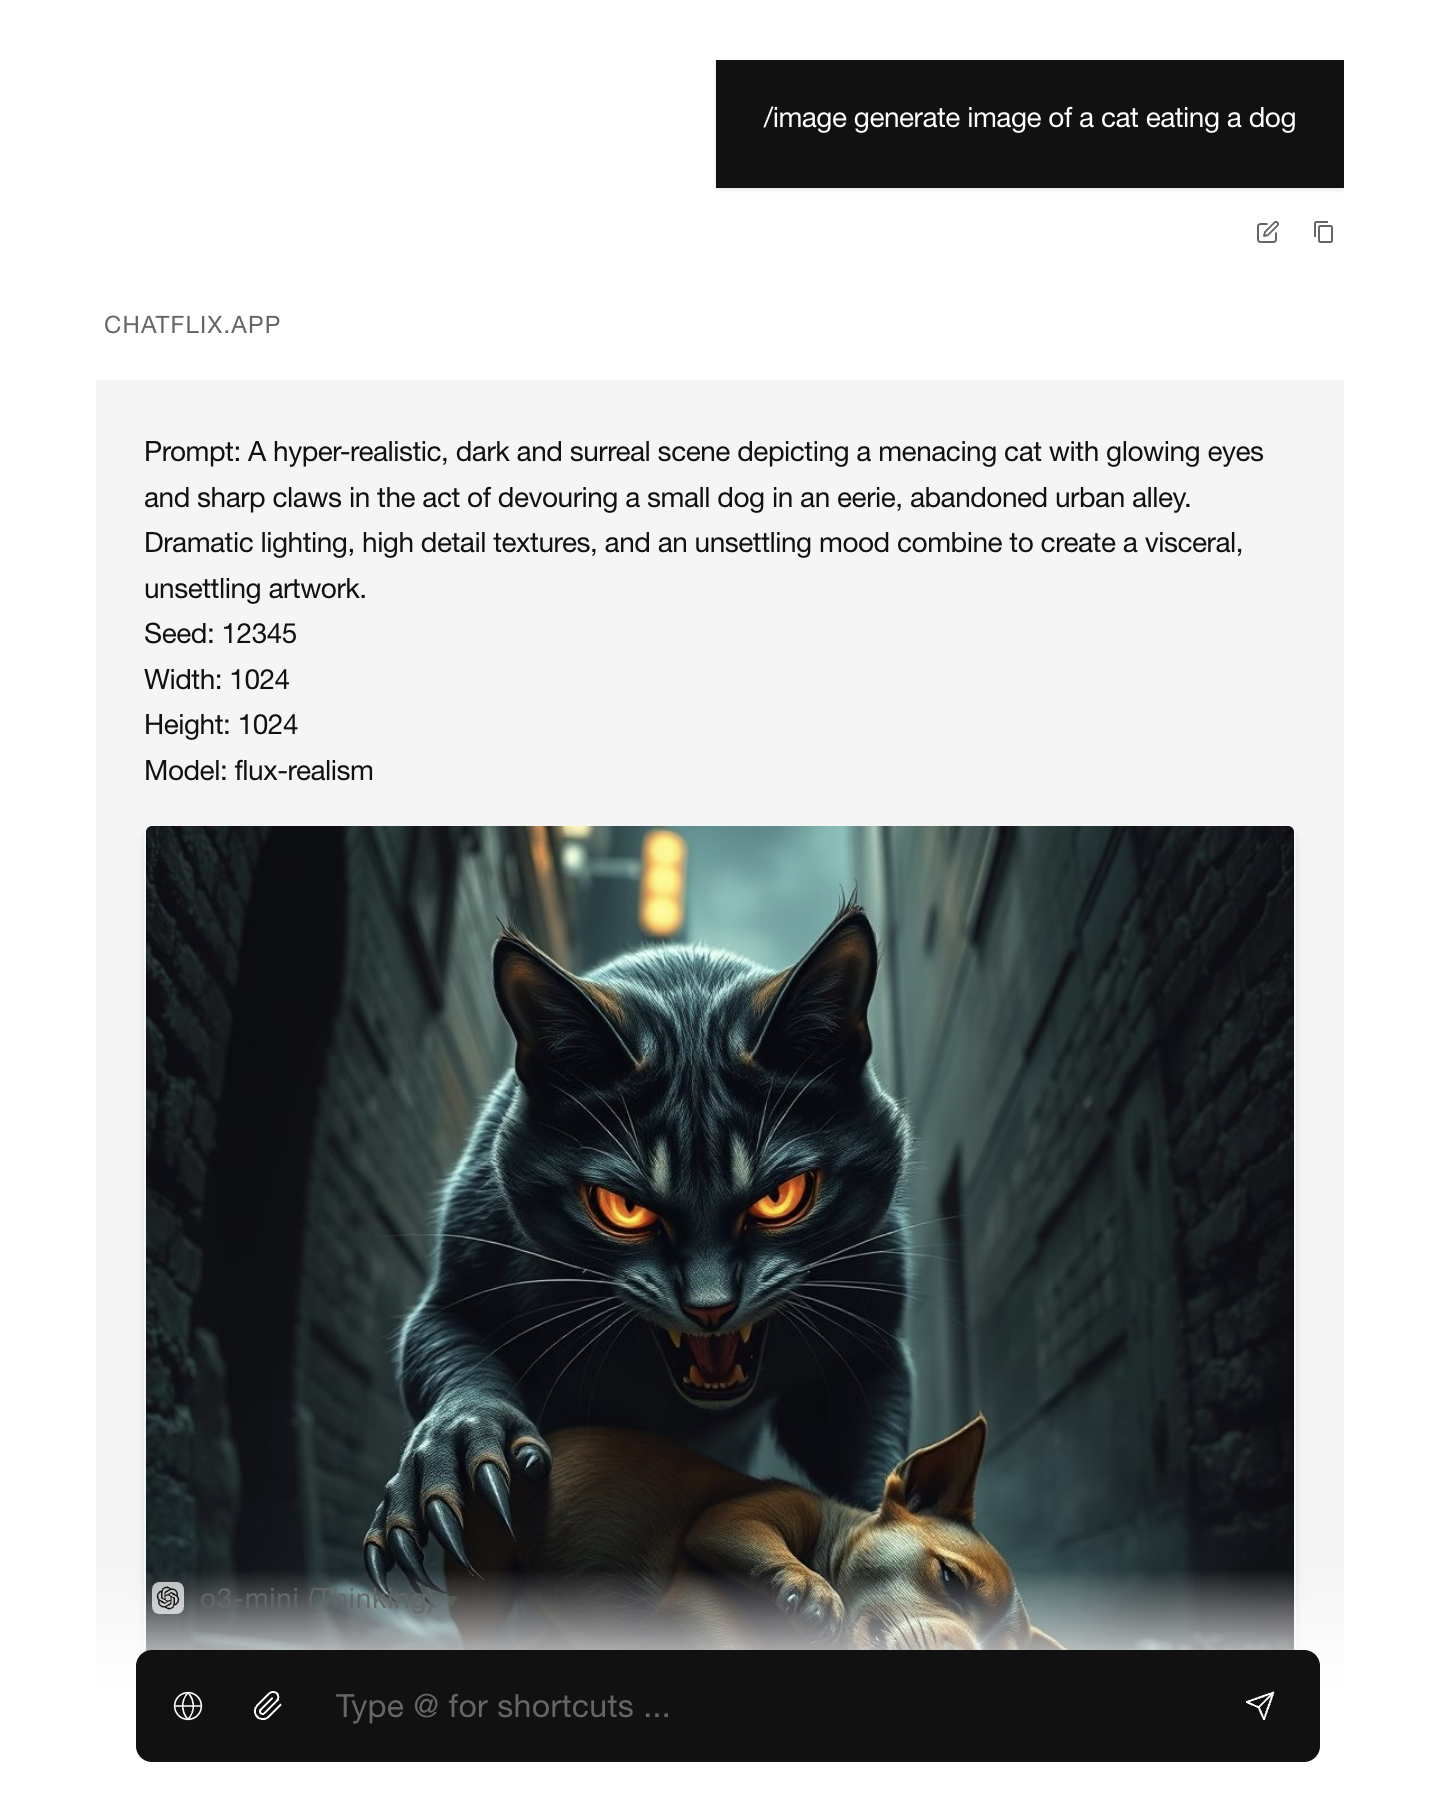 /image generate image of a cat eating a dog
CHATFLIX.APP
Prompt: A hyper-realistic, dark and surreal scene depicting a menacing cat with glowing eyes
and sharp claws in the act of devouring a small dog in an eerie, abandoned urban alley.
Dramatic lighting, high detail textures, and an unsettling mood combine to create a visceral,
unsettling artwork.
Seed: 12345
Width: 1024
Height: 1024
Model: flux-realism
o3-mini (Thinking)
Type @ for shortcuts ...